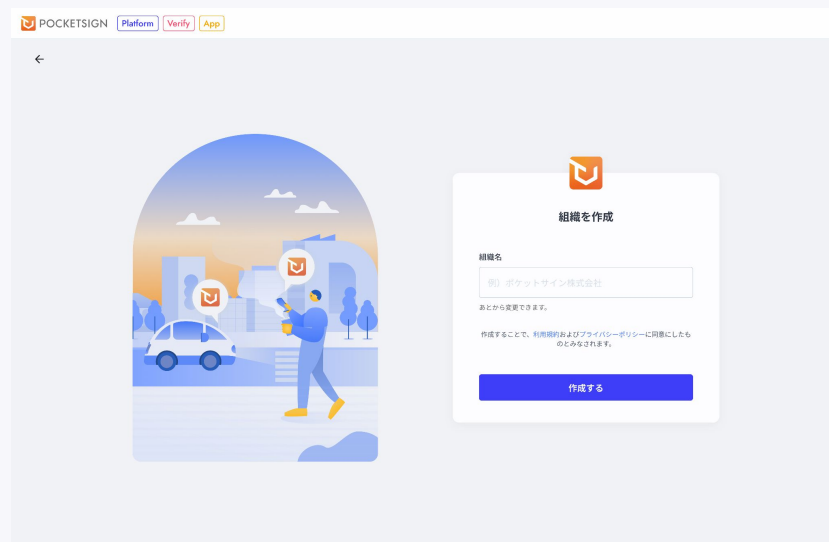 POCKETSIGN Platform Verify App
組織を作成
組織名
例）ポケットサイン株式会社
あとから変更できます。
作成することで、利用規約およびプライバシーポリシーに同意にしたも
のとみなされます。
作成する